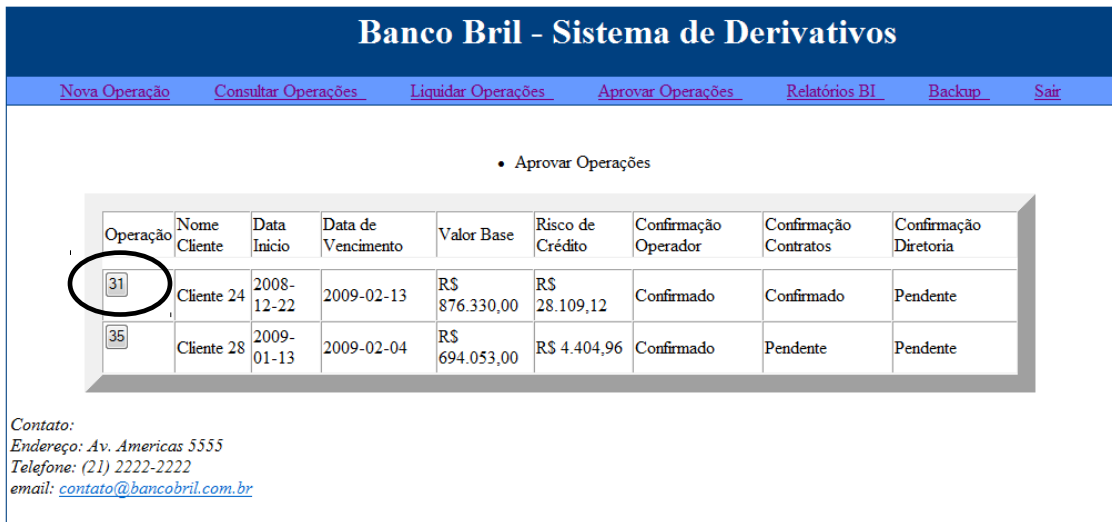 Banco Bril - Sistema de Derivativos
Nova Operação Consultar Operações Liquidar Operações Aprovar Operações Relatórios BI Backup Sair
• Aprovar Operações
Operação Nome Cliente Data Inicio Data de Vencimento Valor Base Risco de Crédito Confirmação Operador Confirmação Contratos Confirmação Diretoria
31 Cliente 24 2008-12-22 2009-02-13 R$ 876.330,00 R$ 28.109,12 Confirmado Confirmado Pendente
35 Cliente 28 2009-01-13 2009-02-04 R$ 694.053,00 R$ 4.404,96 Confirmado Pendente Pendente
Contato:
Endereço: Av. Americas 5555
Telefone: (21) 2222-2222
email: contato@bancobril.com.br